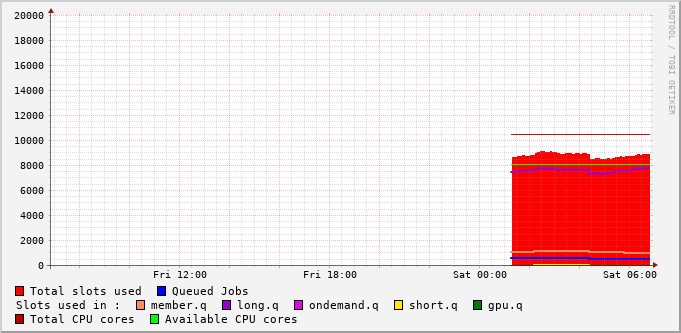 20000
18000
16000
14000
12000
10000
8000
6000
4000
2000
0
Fri 12:00 Fri 18:00 Sat 00:00 Sat 06:00
Total slots used Queued Jobs
Slots used in : member.q long.q ondemand.q short.q gpu.q
Total CPU cores Available CPU cores
RRDTOOL / TOBI OETIKER